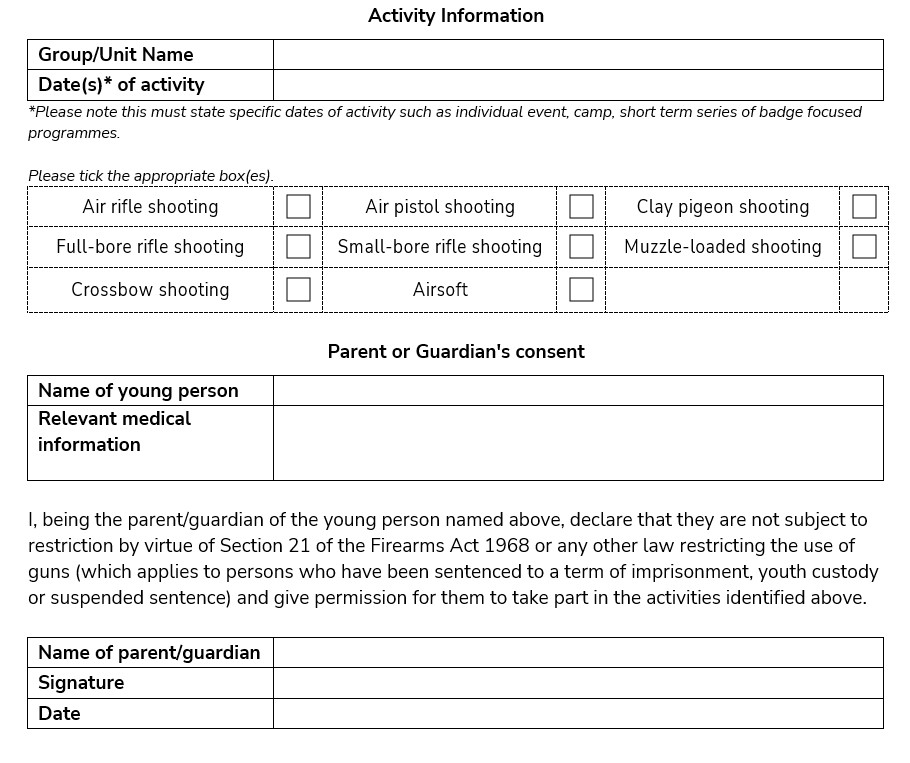 Activity Information
Group/Unit Name
Date(s)* of activity
*Please note this must state specific dates of activity such as individual event, camp, short term series of badge focused
programmes.
Please tick the appropriate box(es).
Air rifle shooting Air pistol shooting Clay pigeon shooting
Full-bore rifle shooting Small-bore rifle shooting Muzzle-loaded shooting
Crossbow shooting Airsoft
Parent or Guardian's consent
Name of young person
Relevant medical
information
I, being the parent/guardian of the young person named above, declare that they are not subject to
restriction by virtue of Section 21 of the Firearms Act 1968 or any other law restricting the use of
guns (which applies to persons who have been sentenced to a term of imprisonment, youth custody
or suspended sentence) and give permission for them to take part in the activities identified above.
Name of parent/guardian
Signature
Date